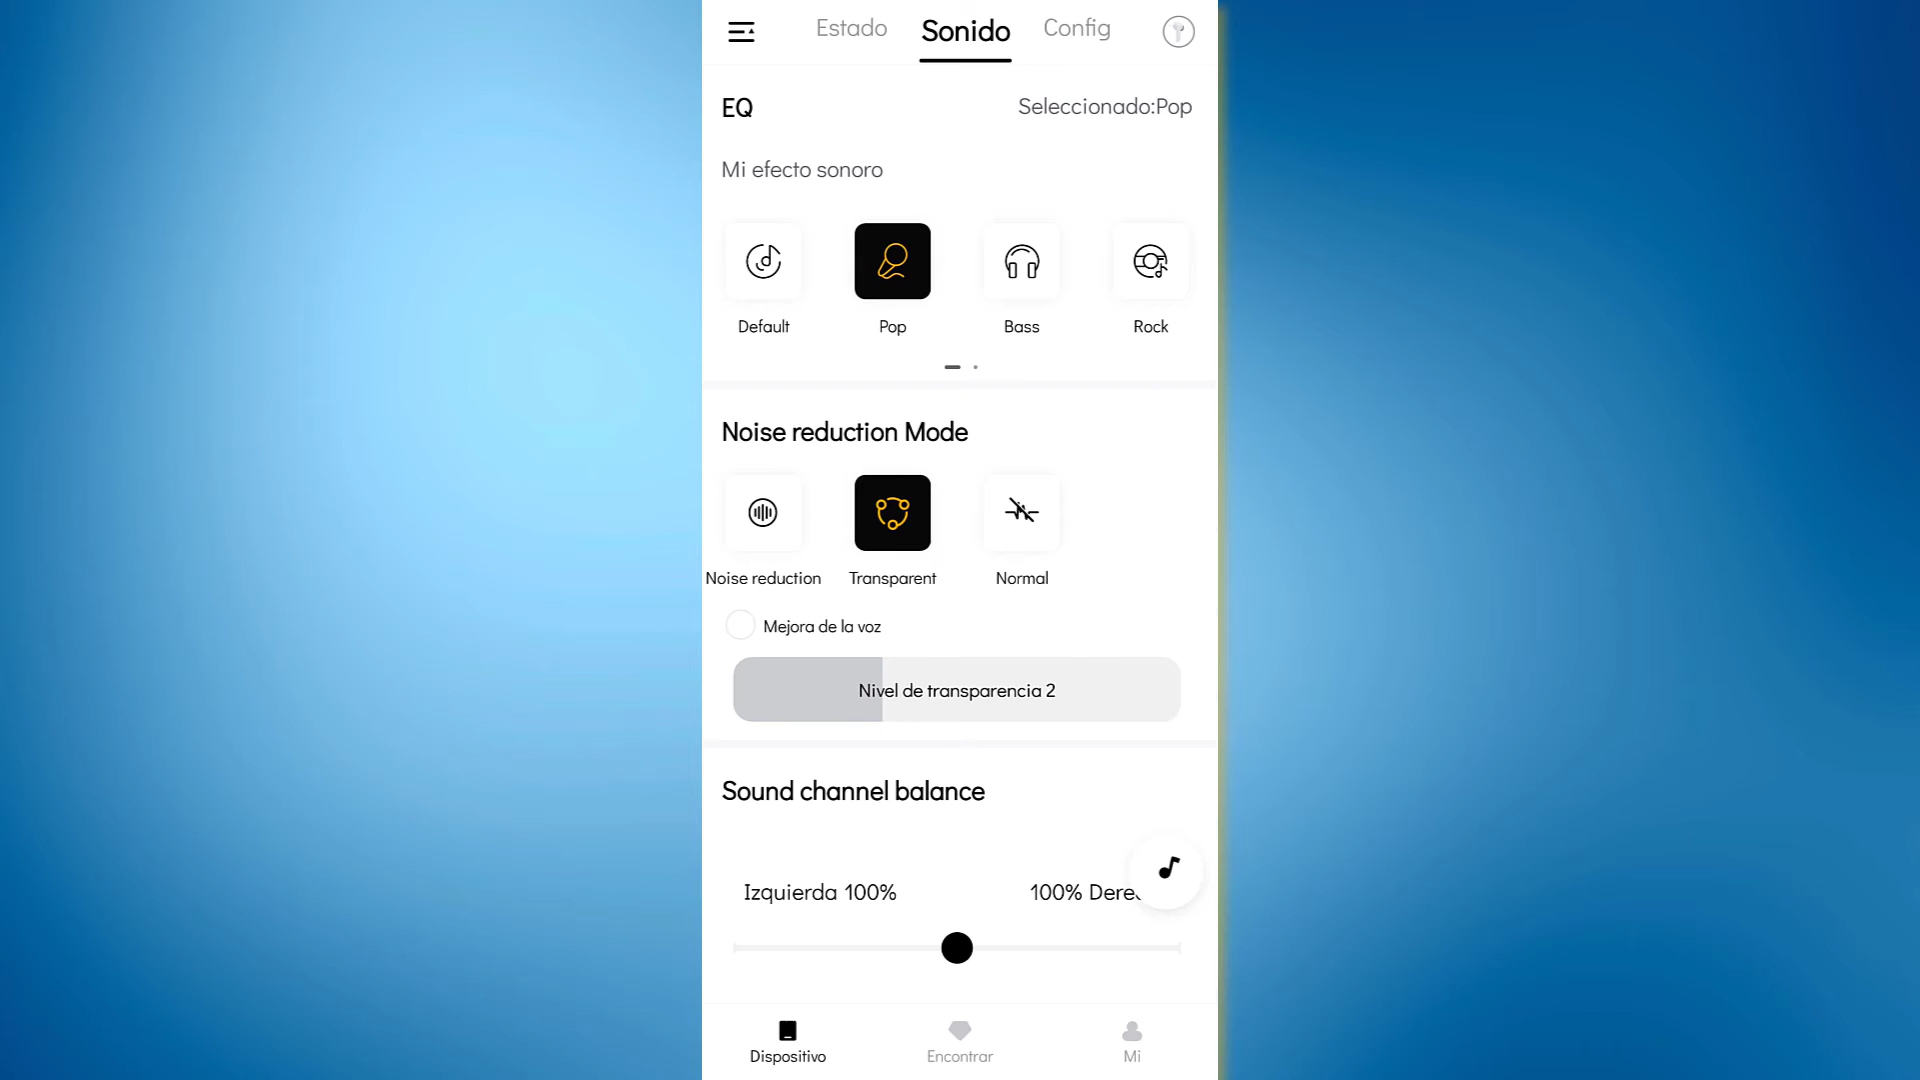 Estado Sonido Config
EQ Seleccionado:Pop
Mi efecto sonoro
Default Pop Bass Rock
Noise reduction Mode
Noise reduction Transparent Normal
Mejora de la voz
Nivel de transparencia 2
Sound channel balance
Izquierda 100% 100%
Dispositivo Encontrar Mi